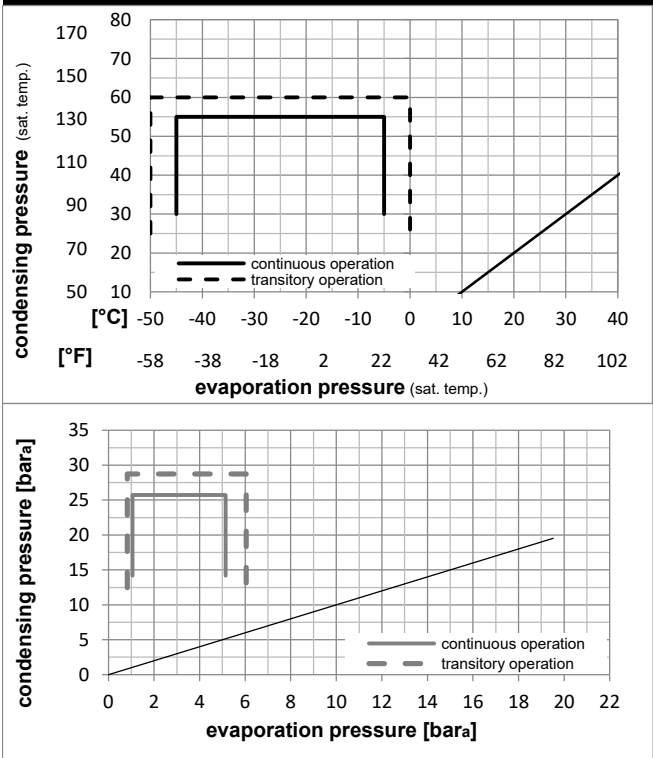 condensing pressure (sat. temp.)
170 80
150 70
60
130 50
110 40
90 30
70 20
50 10
continuous operation
transitory operation
[°C] -50 -40 -30 -20 -10 0 10 20 30 40
[°F] -58 -38 -18 2 22 42 62 82 102
evaporation pressure (sat. temp.)
condensing pressure [bara]
35
30
25
20
15
10
5
0
continuous operation
transitory operation
0 2 4 6 8 10 12 14 16 18 20 22
evaporation pressure [bara]